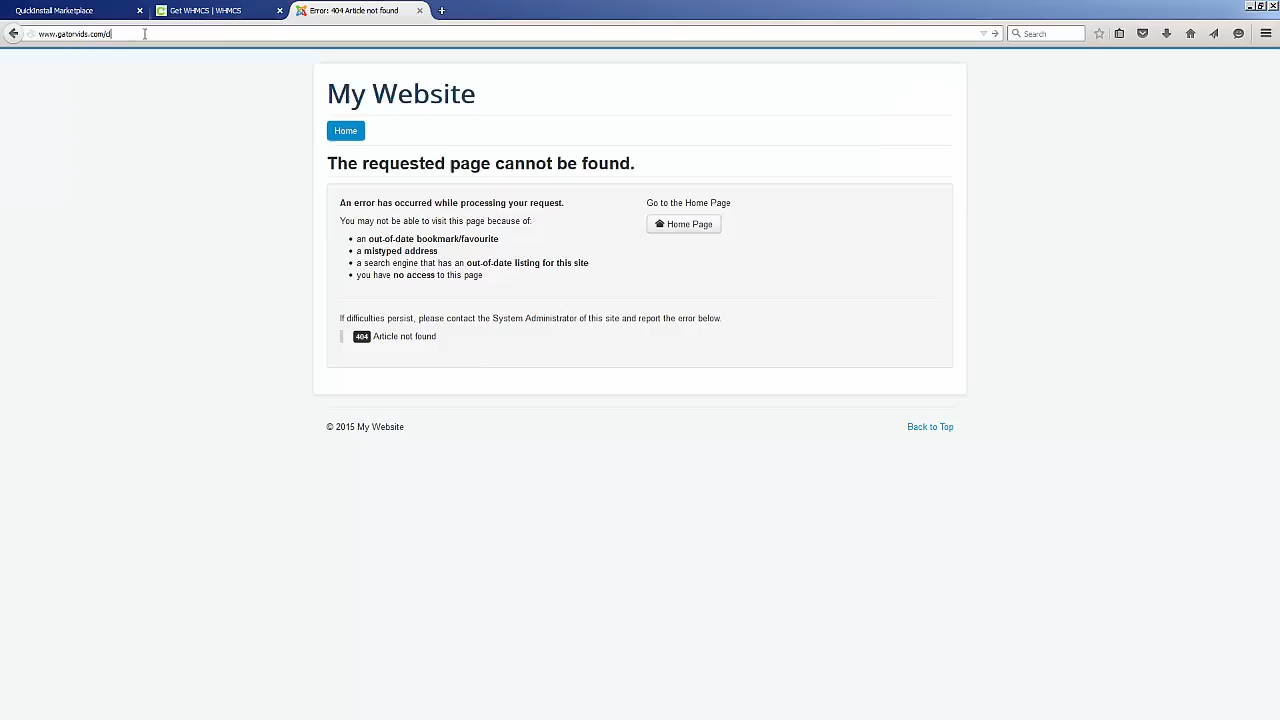 QuickInstall Marketplace
Get WHMCS | WHMCS
Error: 404 Article not found
www.gatorvids.com/d
Search
My Website
Home
The requested page cannot be found.
An error has occurred while processing your request.
You may not be able to visit this page because of:
an out-of-date bookmark/favourite
a mistyped address
a search engine that has an out-of-date listing for this site
you have no access to this page
Go to the Home Page
Home Page
If difficulties persist, please contact the System Administrator of this site and report the error below.
404 Article not found
© 2015 My Website
Back to Top